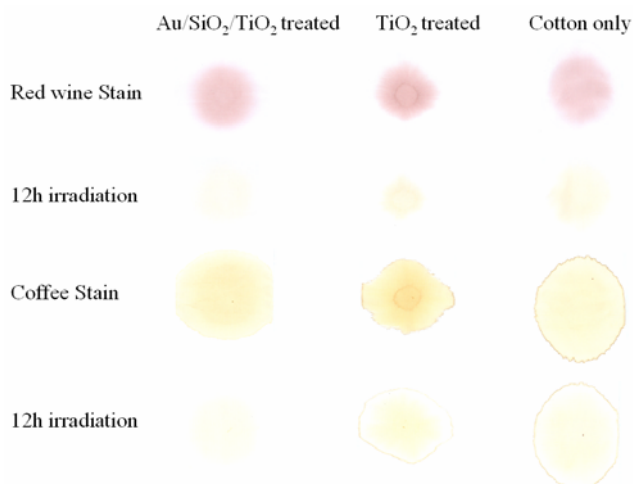 Au/SiO₂/TiO₂ treated TiO₂ treated Cotton only
Red wine Stain
12h irradiation
Coffee Stain
12h irradiation